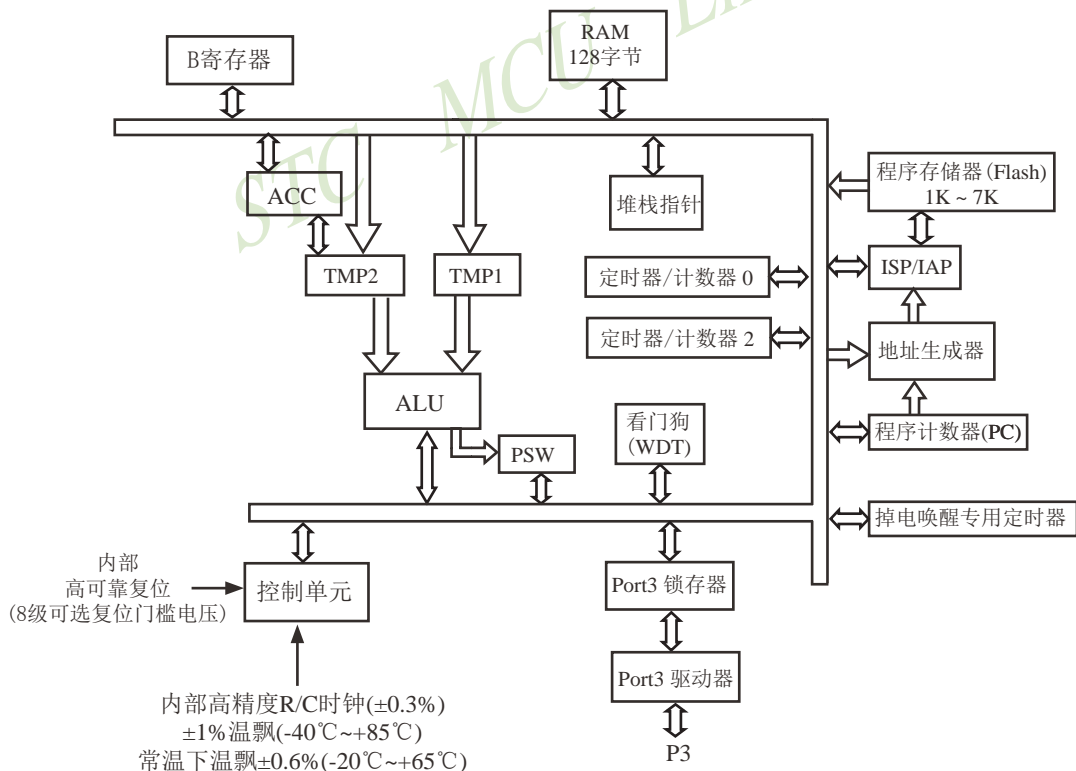 STC MCU
RAM
128字节
B寄存器
程序存储器(Flash)
1K ~ 7K
ACC
堆栈指针
TMP2
TMP1
定时器/计数器 0
ISP/IAP
定时器/计数器 2
地址生成器
ALU
看门狗
(WDT)
程序计数器(PC)
PSW
掉电唤醒专用定时器
内部
高可靠复位
(8级可选复位门槛电压)
控制单元
Port3 锁存器
Port3 驱动器
内部高精度R/C时钟(±0.3%)
±1%温飘(-40℃~+85℃)
常温下温飘±0.6%(-20℃~+65℃)
P3